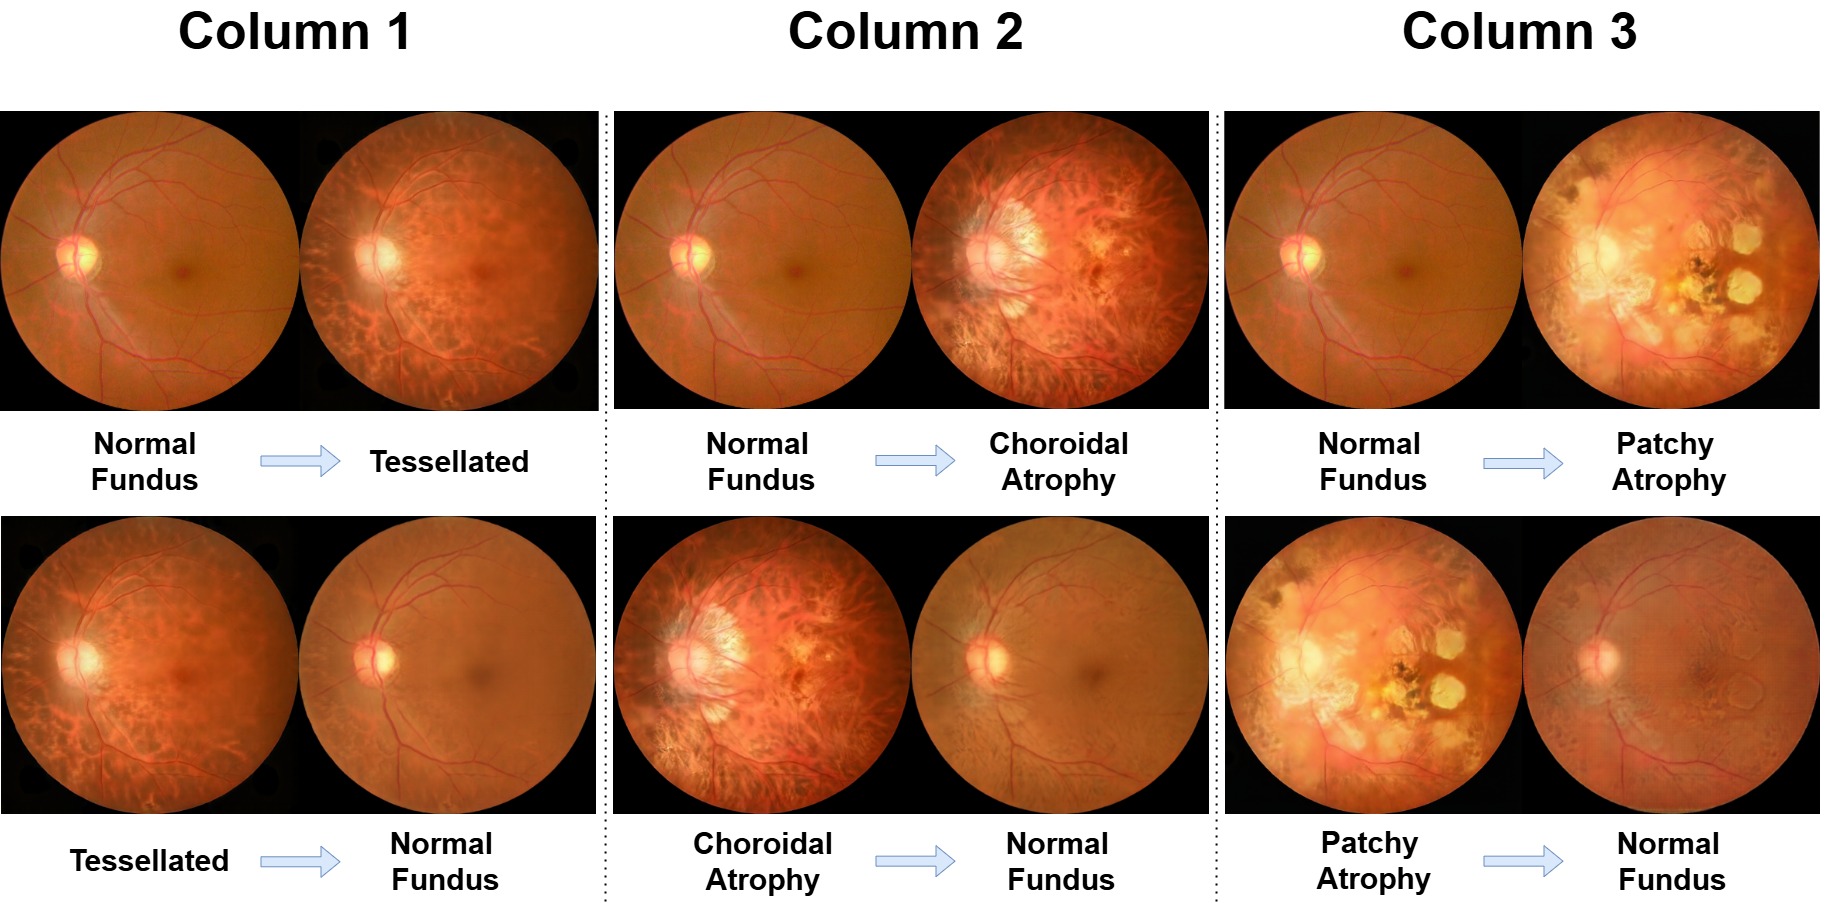 Column 1
Column 2
Column 3
Normal
Fundus
Tessellated
Normal
Fundus
Choroidal
Atrophy
Normal
Fundus
Patchy
Atrophy
Tessellated
Normal
Fundus
Choroidal
Atrophy
Normal
Fundus
Patchy
Atrophy
Normal
Fundus